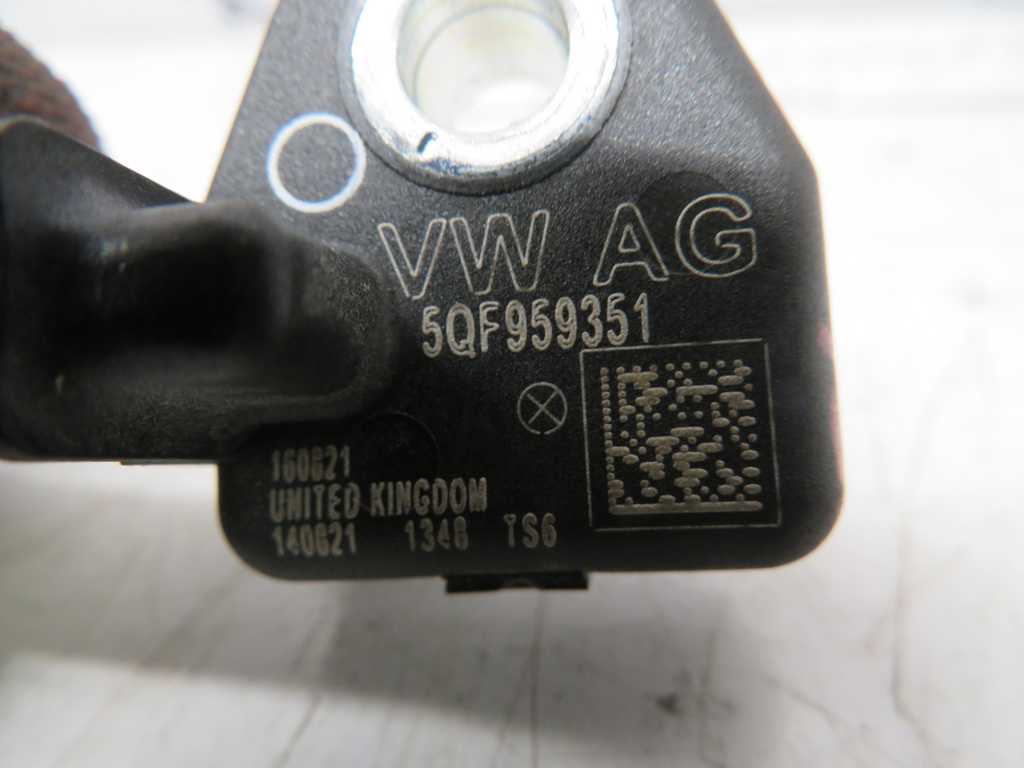 VW AG
5QF959351
160621
UNITED KINGDOM
140621 1348 TS6